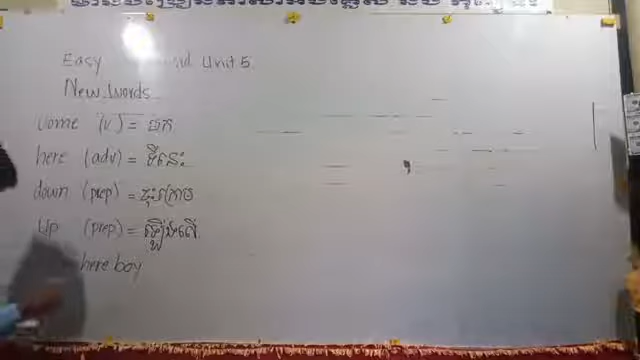 Easy Unit 5
New Words
come (v) = មក
here (adv) = ទីនេះ
down (prep) = ចុះក្រោម
up (prep) = ឡើងលើ
here boy